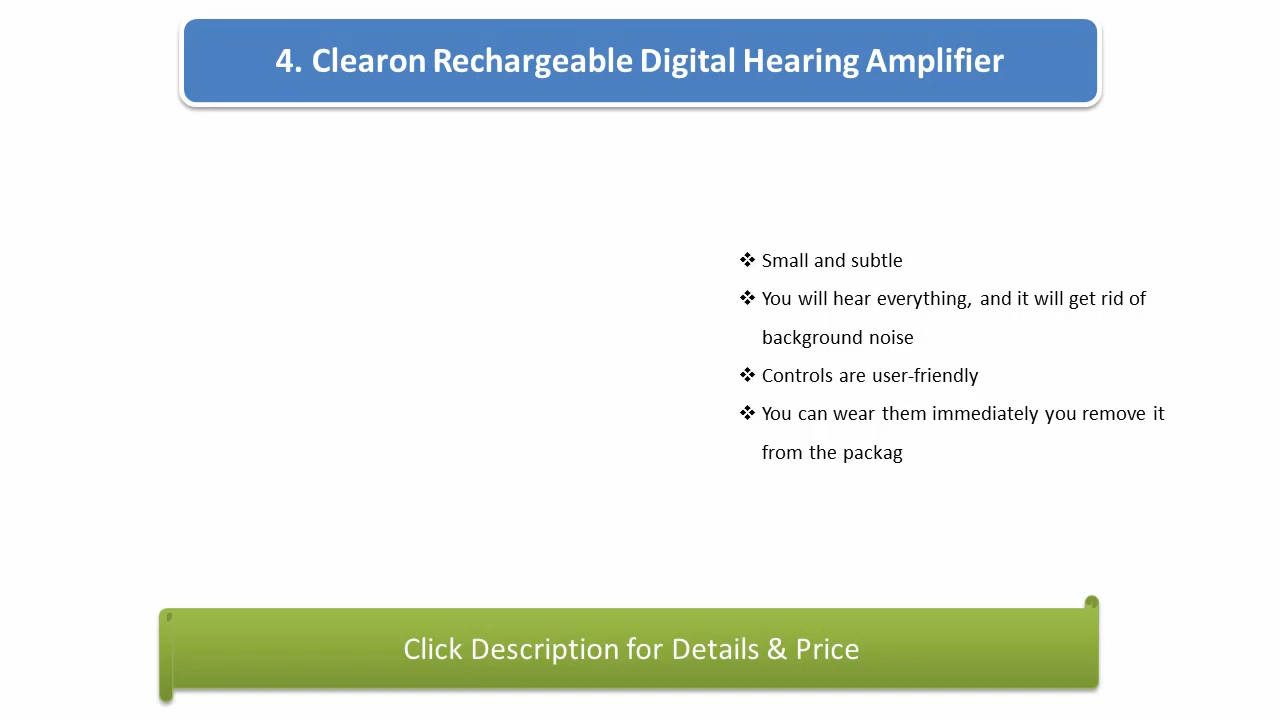 4. Clearon Rechargeable Digital Hearing Amplifier
❖ Small and subtle
❖ You will hear everything, and it will get rid of
background noise
❖ Controls are user-friendly
❖ You can wear them immediately you remove it
from the packag
Click Description for Details & Price